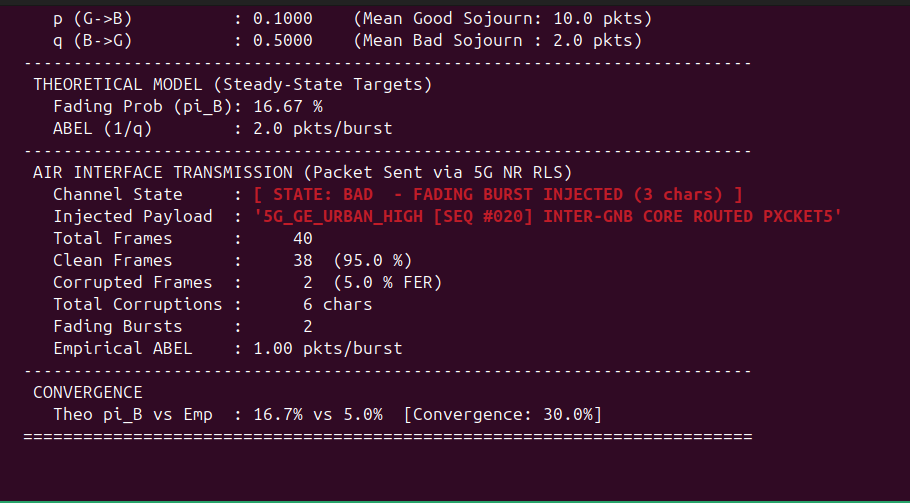 p (G->B)            : 0.1000    (Mean Good Sojourn: 10.0 pkts)
q (B->G)            : 0.5000    (Mean Bad Sojourn : 2.0 pkts)
-------------------------------------------------------------------------
THEORETICAL MODEL (Steady-State Targets)
Fading Prob (pi_B): 16.67 %
ABEL (1/q)        : 2.0 pkts/burst
-------------------------------------------------------------------------
AIR INTERFACE TRANSMISSION (Packet Sent via 5G NR RLS)
Channel State     : [ STATE: BAD  - FADING BURST INJECTED (3 chars) ]
Injected Payload  : '5G_GE_URBAN_HIGH [SEQ #020] INTER-GNB CORE ROUTED PXCKET5'
Total Frames      :     40
Clean Frames      :     38  (95.0 %)
Corrupted Frames  :      2  (5.0 % FER)
Total Corruptions :      6 chars
Fading Bursts     :      2
Empirical ABEL    : 1.00 pkts/burst
-------------------------------------------------------------------------
CONVERGENCE
Theo pi_B vs Emp  : 16.7% vs 5.0%  [Convergence: 30.0%]
=========================================================================